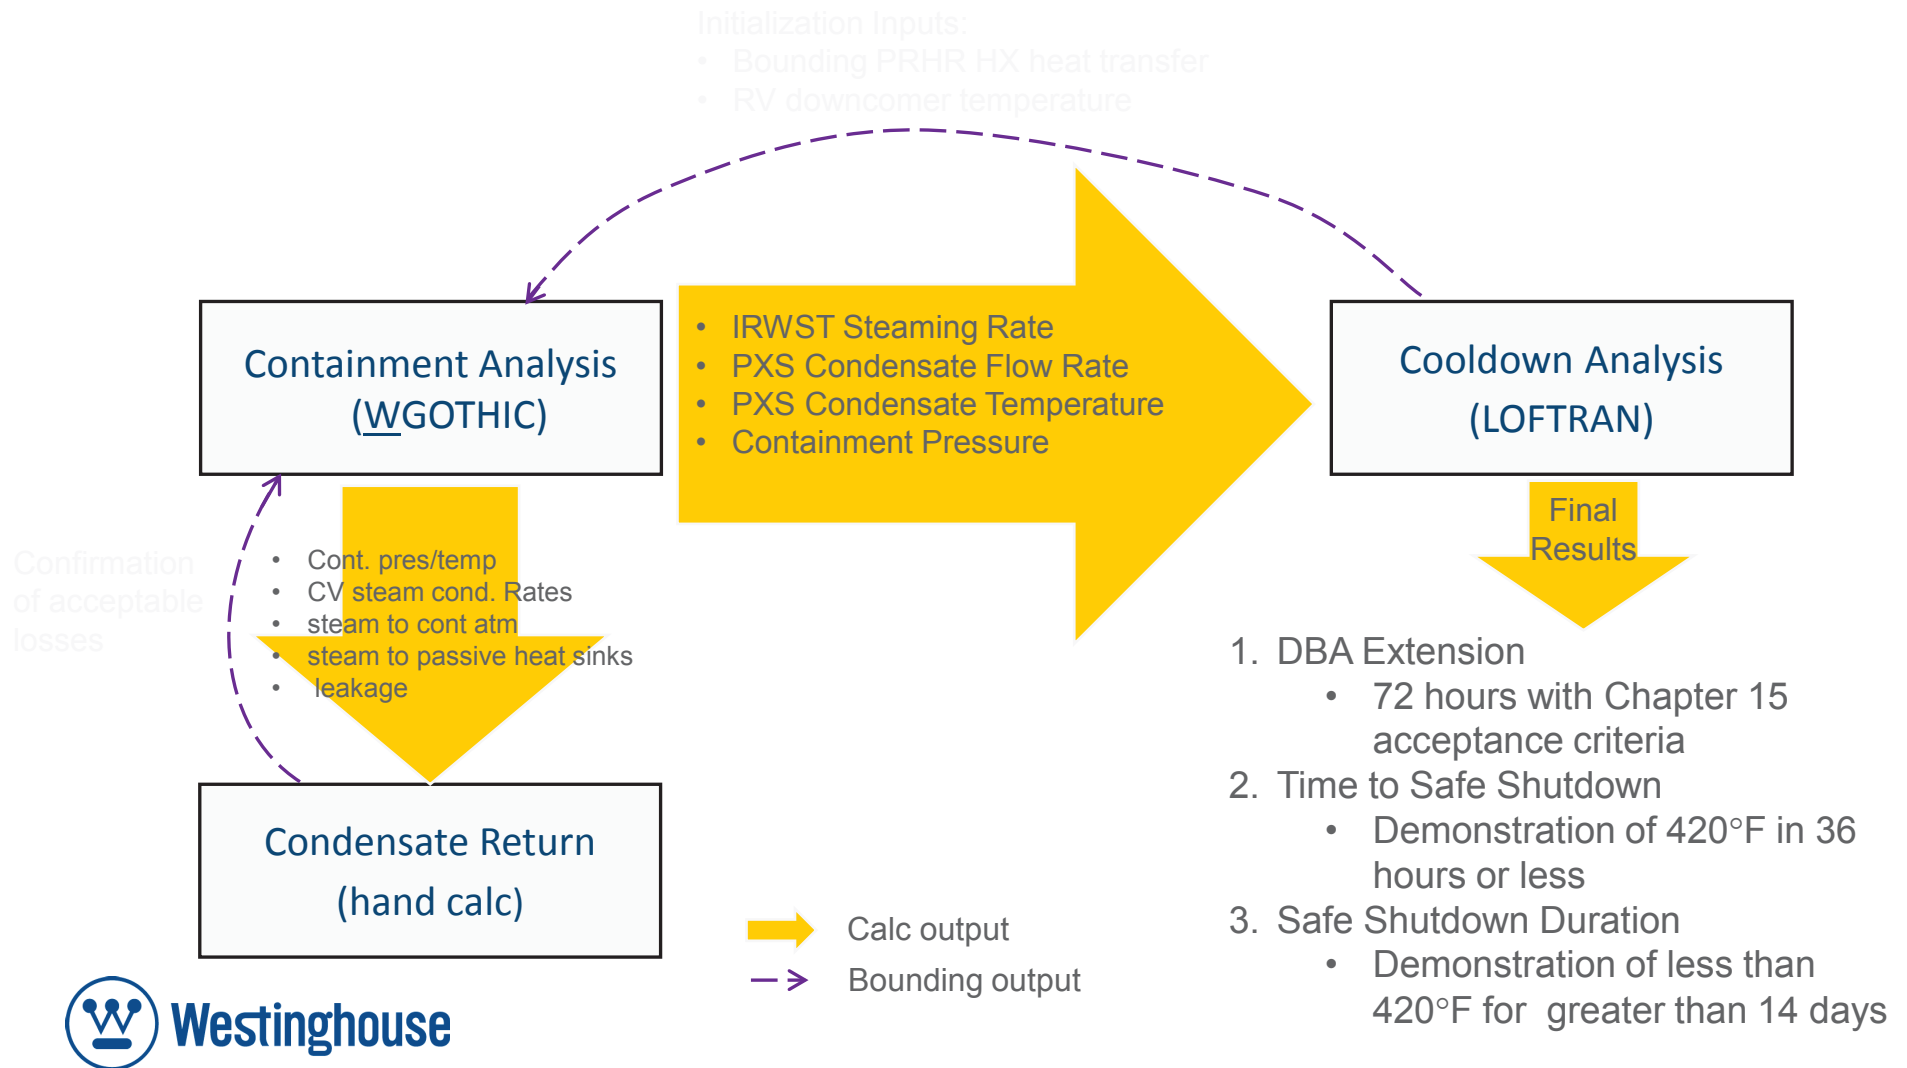 Initialization Inputs:
• Bounding PRHR HX heat transfer
• RV downcomer temperature
Containment Analysis
(WGOTHIC)
• IRWST Steaming Rate
• PXS Condensate Flow Rate
• PXS Condensate Temperature
• Containment Pressure
Cooldown Analysis
(LOFTRAN)
Final
Results
Confirmation
of acceptable
losses
• Cont. pres/temp
• CV steam cond. Rates
• steam to cont atm
• steam to passive heat sinks
• leakage
Condensate Return
(hand calc)
1. DBA Extension
• 72 hours with Chapter 15
acceptance criteria
2. Time to Safe Shutdown
• Demonstration of 420°F in 36
hours or less
3. Safe Shutdown Duration
• Demonstration of less than
420°F for greater than 14 days
Calc output
Bounding output
W Westinghouse